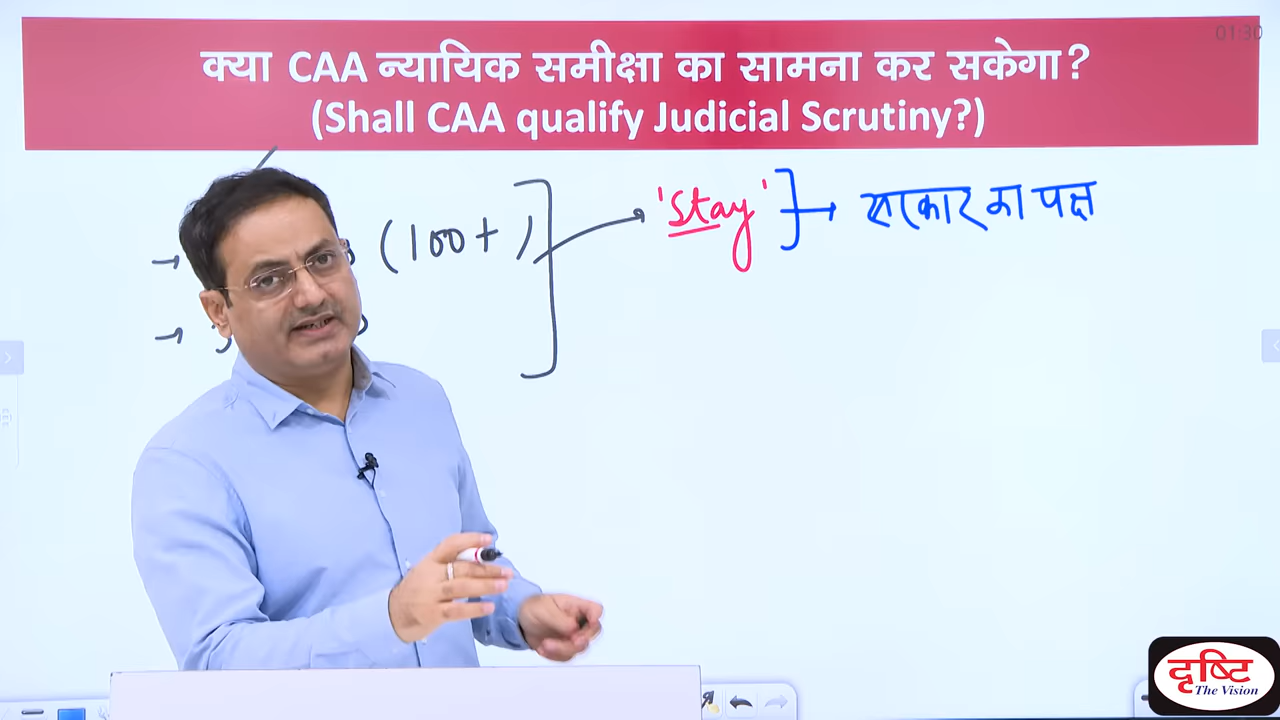 01:30
क्या CAA न्यायिक समीक्षा का सामना कर सकेगा?
(Shall CAA qualify Judicial Scrutiny?)
(100+)
'Stay'
सरकार का पक्ष
दृष्टि
The Vision